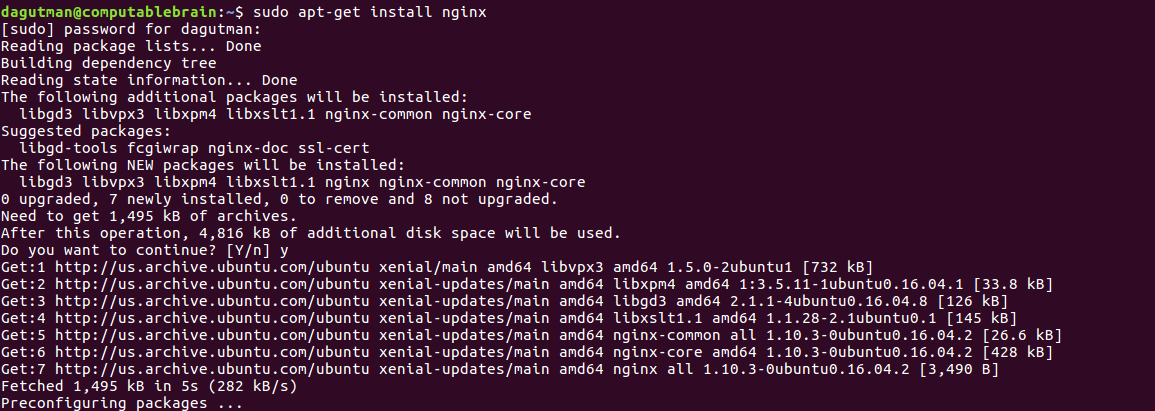 dagutman@computablebrain:~$ sudo apt-get install nginx
[sudo] password for dagutman:
Reading package lists... Done
Building dependency tree
Reading state information... Done
The following additional packages will be installed:
  libgd3 libvpx3 libxpm4 libxslt1.1 nginx-common nginx-core
Suggested packages:
  libgd-tools fcgiwrap nginx-doc ssl-cert
The following NEW packages will be installed:
  libgd3 libvpx3 libxpm4 libxslt1.1 nginx nginx-common nginx-core
0 upgraded, 7 newly installed, 0 to remove and 8 not upgraded.
Need to get 1,495 kB of archives.
After this operation, 4,816 kB of additional disk space will be used.
Do you want to continue? [Y/n] y
Get:1 http://us.archive.ubuntu.com/ubuntu xenial/main amd64 libvpx3 amd64 1.5.0-2ubuntu1 [732 kB]
Get:2 http://us.archive.ubuntu.com/ubuntu xenial-updates/main amd64 libxpm4 amd64 1:3.5.11-1ubuntu0.16.04.1 [33.8 kB]
Get:3 http://us.archive.ubuntu.com/ubuntu xenial-updates/main amd64 libgd3 amd64 2.1.1-4ubuntu0.16.04.8 [126 kB]
Get:4 http://us.archive.ubuntu.com/ubuntu xenial-updates/main amd64 libxslt1.1 amd64 1.1.28-2.1ubuntu0.1 [145 kB]
Get:5 http://us.archive.ubuntu.com/ubuntu xenial-updates/main amd64 nginx-common all 1.10.3-0ubuntu0.16.04.2 [26.6 kB]
Get:6 http://us.archive.ubuntu.com/ubuntu xenial-updates/main amd64 nginx-core amd64 1.10.3-0ubuntu0.16.04.2 [428 kB]
Get:7 http://us.archive.ubuntu.com/ubuntu xenial-updates/main amd64 nginx all 1.10.3-0ubuntu0.16.04.2 [3,490 B]
Fetched 1,495 kB in 5s (282 kB/s)
Preconfiguring packages ...